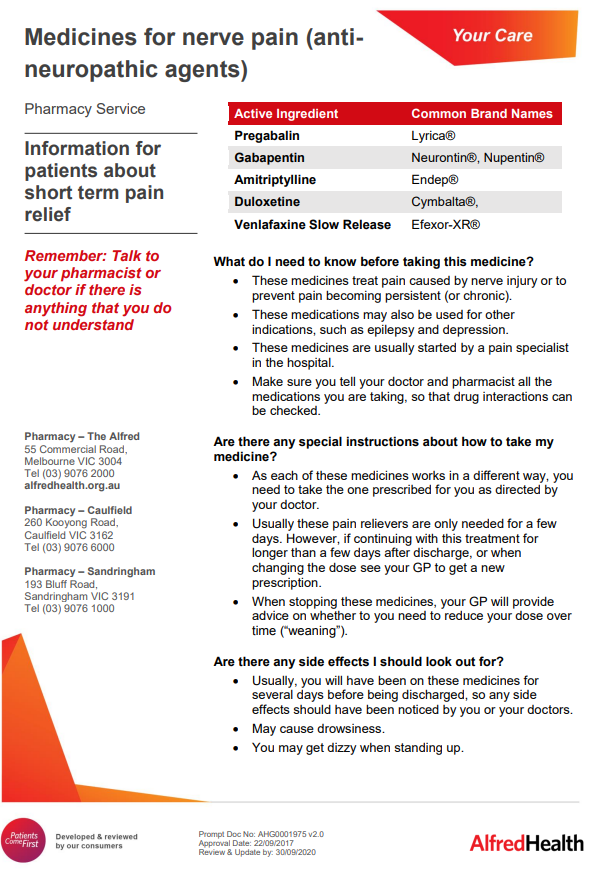 Medicines for nerve pain (anti-
neuropathic agents)
Your Care
Pharmacy Service
Information for
patients about
short term pain
relief
Remember: Talk to
your pharmacist or
doctor if there is
anything that you do
not understand
Pharmacy – The Alfred
55 Commercial Road,
Melbourne VIC 3004
Tel (03) 9076 2000
alfredhealth.org.au
Pharmacy – Caulfield
260 Kooyong Road,
Caulfield VIC 3162
Tel (03) 9076 6000
Pharmacy – Sandringham
193 Bluff Road,
Sandringham VIC 3191
Tel (03) 9076 1000
Active Ingredient Common Brand Names
Pregabalin Lyrica®
Gabapentin Neurontin®, Nupentin®
Amitriptylline Endep®
Duloxetine Cymbalta®,
Venlafaxine Slow Release Efexor-XR®
What do I need to know before taking this medicine?
• These medicines treat pain caused by nerve injury or to
prevent pain becoming persistent (or chronic).
• These medications may also be used for other
indications, such as epilepsy and depression.
• These medicines are usually started by a pain specialist
in the hospital.
• Make sure you tell your doctor and pharmacist all the
medications you are taking, so that drug interactions can
be checked.
Are there any special instructions about how to take my
medicine?
• As each of these medicines works in a different way, you
need to take the one prescribed for you as directed by
your doctor.
• Usually these pain relievers are only needed for a few
days. However, if continuing with this treatment for
longer than a few days after discharge, or when
changing the dose see your GP to get a new
prescription.
• When stopping these medicines, your GP will provide
advice on whether to you need to reduce your dose over
time (“weaning”).
Are there any side effects I should look out for?
• Usually, you will have been on these medicines for
several days before being discharged, so any side
effects should have been noticed by you or your doctors.
• May cause drowsiness.
• You may get dizzy when standing up.
Patients
Come First
Developed & reviewed
by our consumers
Prompt Doc No: AHG0001975 v2.0
Approval Date: 22/09/2017
Review & Update by: 30/09/2020
AlfredHealth